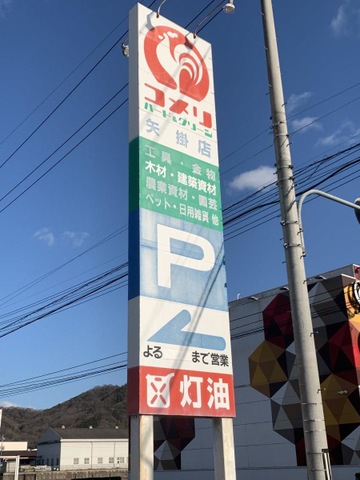 コメリ
ハード&グリーン
矢掛店
工具・金物
木材・建築資材
農業資材・園芸
ペット・日用雑貨 他
P
よる まで営業
灯油